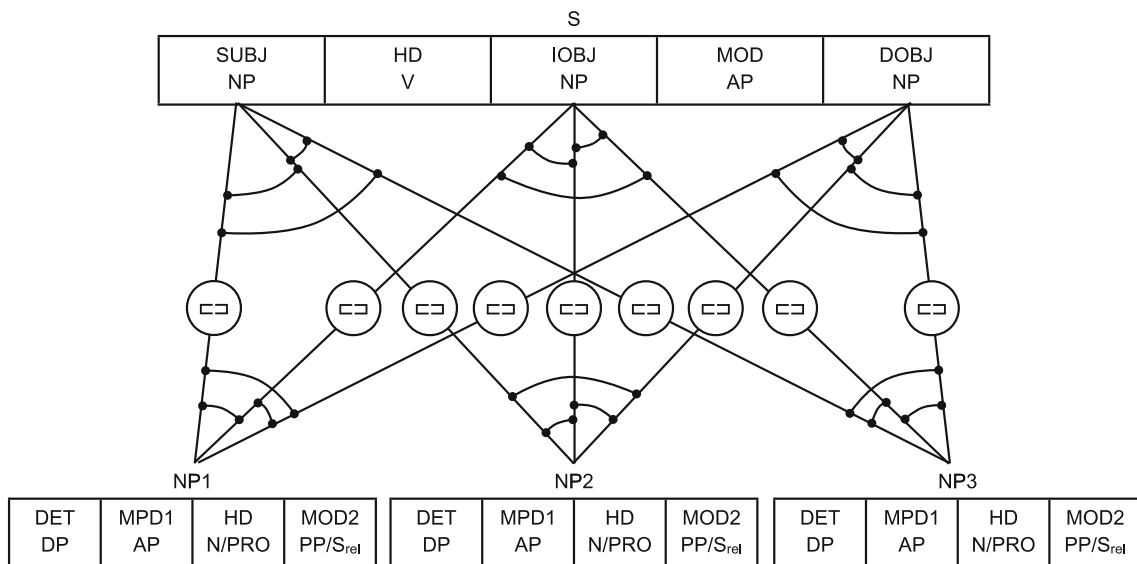 S
SUBJ HD IOBJ MOD DOBJ
NP V NP AP NP
NP1 NP2 NP3
DET MPD1 HD MOD2 DET MPD1 HD MOD2 DET MPD1 HD MOD2
DP AP N/PRO PP/Srel DP AP N/PRO PP/Srel DP AP N/PRO PP/Srel